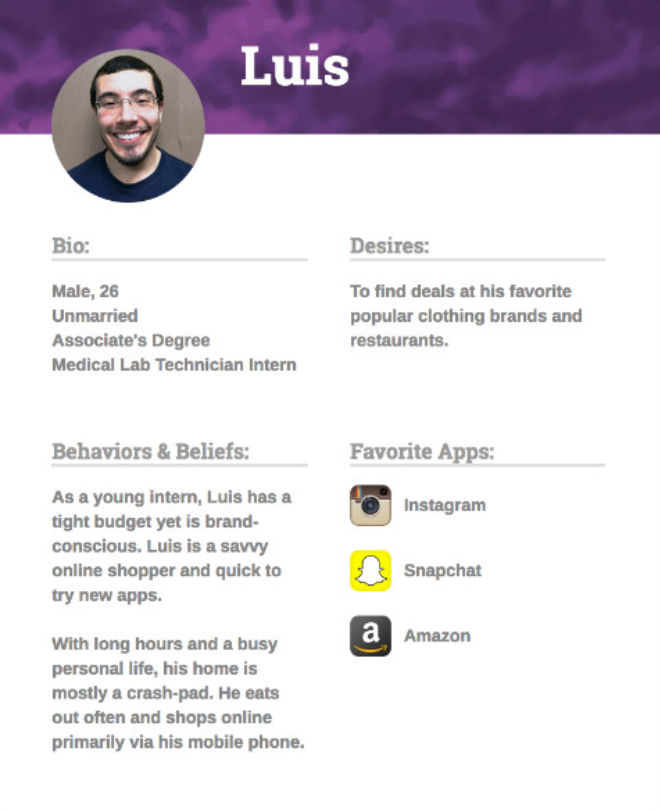 Luis
Bio:
Male, 26
Unmarried
Associate's Degree
Medical Lab Technician Intern
Desires:
To find deals at his favorite
popular clothing brands and
restaurants.
Behaviors & Beliefs:
As a young intern, Luis has a
tight budget yet is brand-
conscious. Luis is a savvy
online shopper and quick to
try new apps.
With long hours and a busy
personal life, his home is
mostly a crash-pad. He eats
out often and shops online
primarily via his mobile phone.
Favorite Apps:
Instagram
Snapchat
a
Amazon